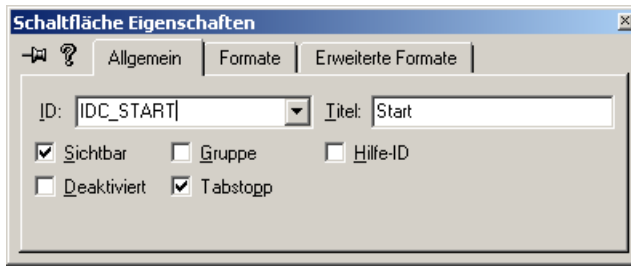 Schaltfläche Eigenschaften
Allgemein Formate Erweiterte Formate
ID: IDC_START Titel: Start
Sichtbar Gruppe Hilfe-ID
Deaktiviert Tabstopp